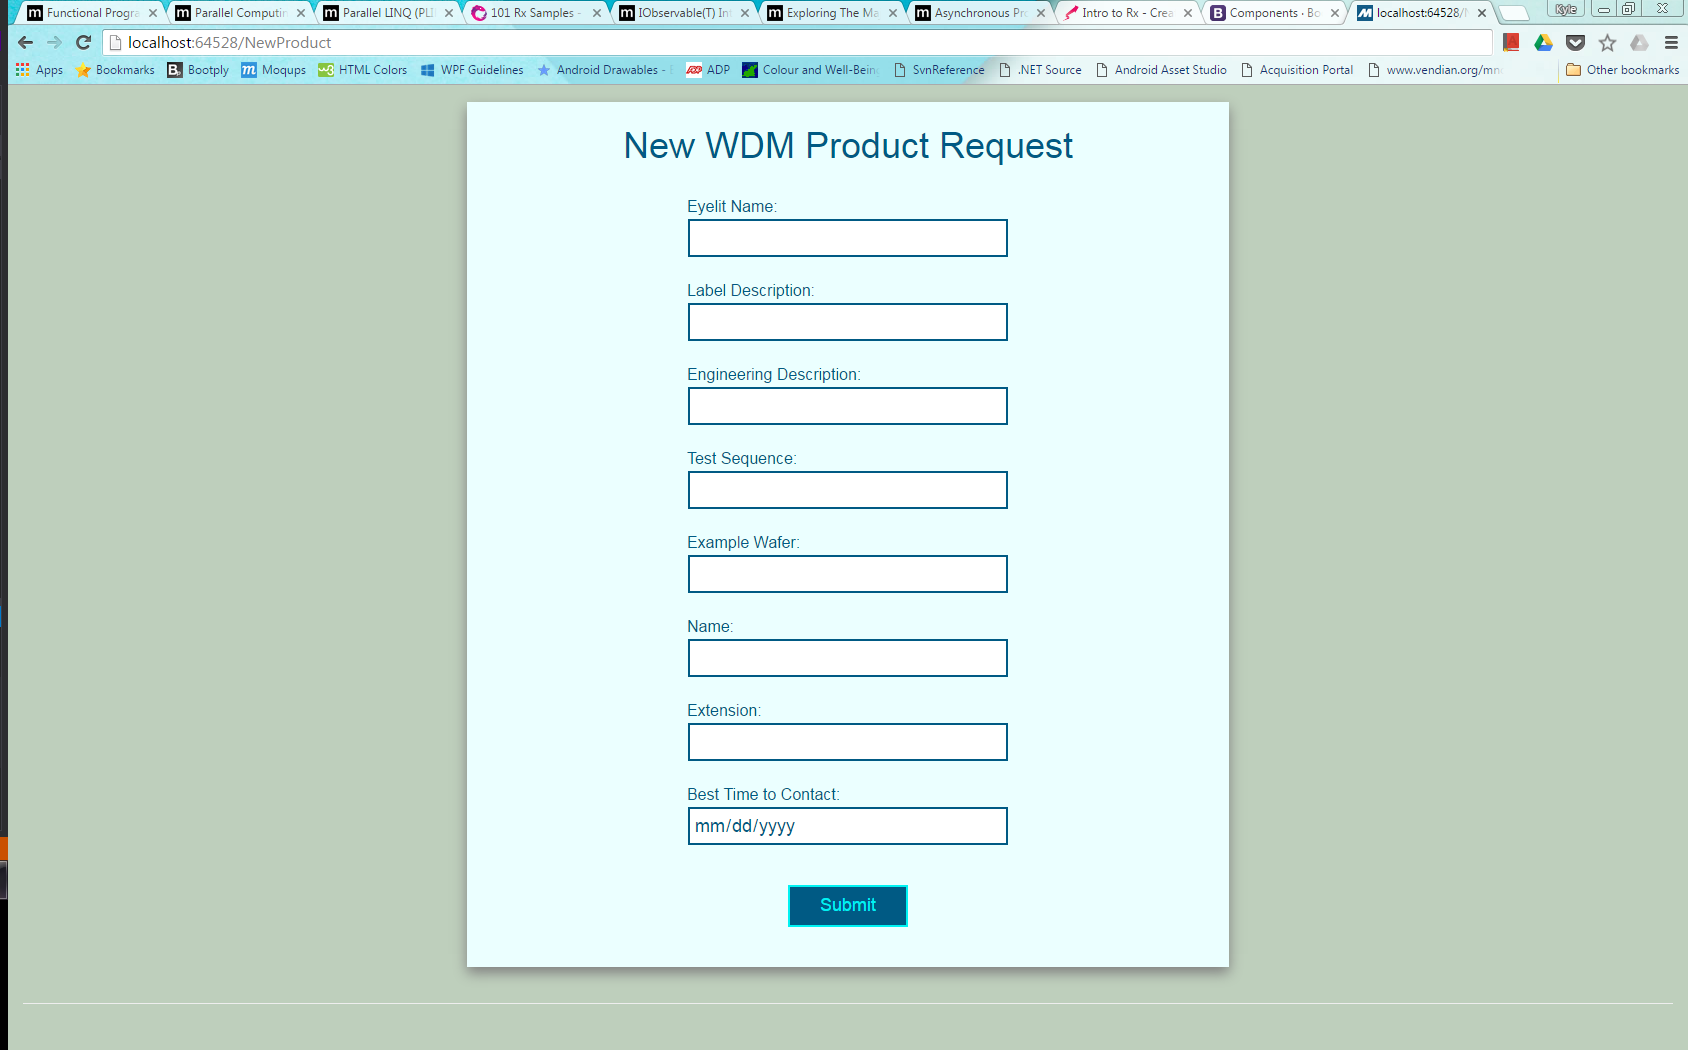 Functional Progra
Parallel Computin
Parallel LINQ (PLI
101 Rx Samples -
IObservable(T) Int
Exploring The Ma
Asynchronous Pro
Intro to Rx - Crea
Components · Bo
localhost:64528/
Kyle
localhost:64528/NewProduct
Apps Bookmarks Bootply Moqups HTML Colors WPF Guidelines Android Drawables - ADP Colour and Well-Bein SvnReference .NET Source Android Asset Studio Acquisition Portal www.vendian.org/mn Other bookmarks
New WDM Product Request
Eyelit Name:
Label Description:
Engineering Description:
Test Sequence:
Example Wafer:
Name:
Extension:
Best Time to Contact:
mm/dd/yyyy
Submit